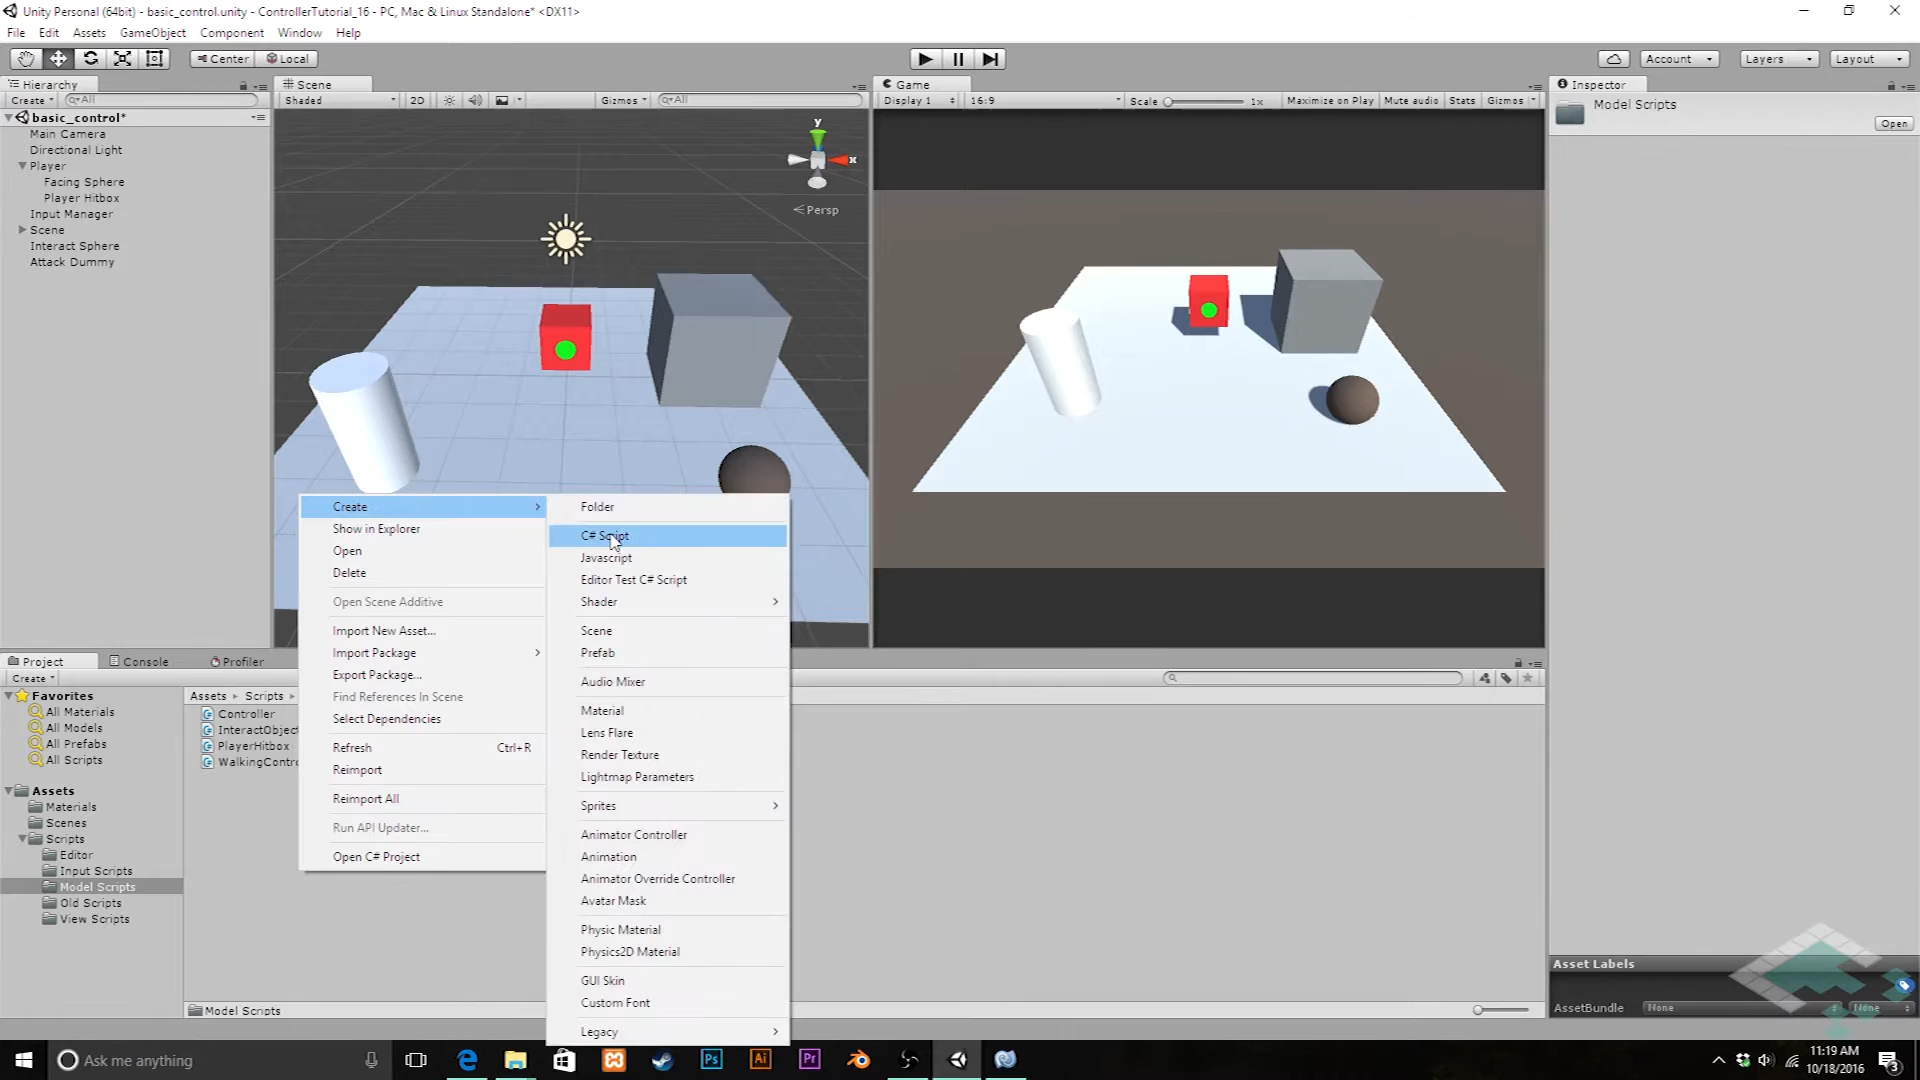 Unity Personal (64bit) - basic_control.unity - ControllerTutorial_16 - PC, Mac & Linux Standalone* <DX11>
File Edit Assets GameObject Component Window Help
Center Local
Account Layers Layout
Hierarchy
Create All
basic_control*
Main Camera
Directional Light
Player
Facing Sphere
Player Hitbox
Input Manager
Scene
Interact Sphere
Attack Dummy
Scene
Shaded 2D Gizmos All
y
x
Persp
Game
Display 1 16:9 Scale 1x Maximize on Play Mute audio Stats Gizmos
Inspector
Model Scripts
Open
Create
Show in Explorer
Open
Delete
Open Scene Additive
Import New Asset...
Import Package
Export Package...
Find References In Scene
Select Dependencies
Refresh Ctrl+R
Reimport
Reimport All
Run API Updater...
Open C# Project
Folder
C# Script
Javascript
Editor Test C# Script
Shader
Scene
Prefab
Audio Mixer
Material
Lens Flare
Render Texture
Lightmap Parameters
Sprites
Animator Controller
Animation
Animator Override Controller
Avatar Mask
Physic Material
Physics2D Material
GUI Skin
Custom Font
Legacy
Project Console Profiler
Create
Favorites
All Materials
All Models
All Prefabs
All Scripts
Assets
Materials
Scenes
Scripts
Editor
Input Scripts
Model Scripts
Old Scripts
View Scripts
Assets Scripts
Controller
InteractObject
PlayerHitbox
WalkingContro
Model Scripts
Asset Labels
AssetBundle None None
Ask me anything
Ps Ai Pr
11:19 AM
10/18/2016
3